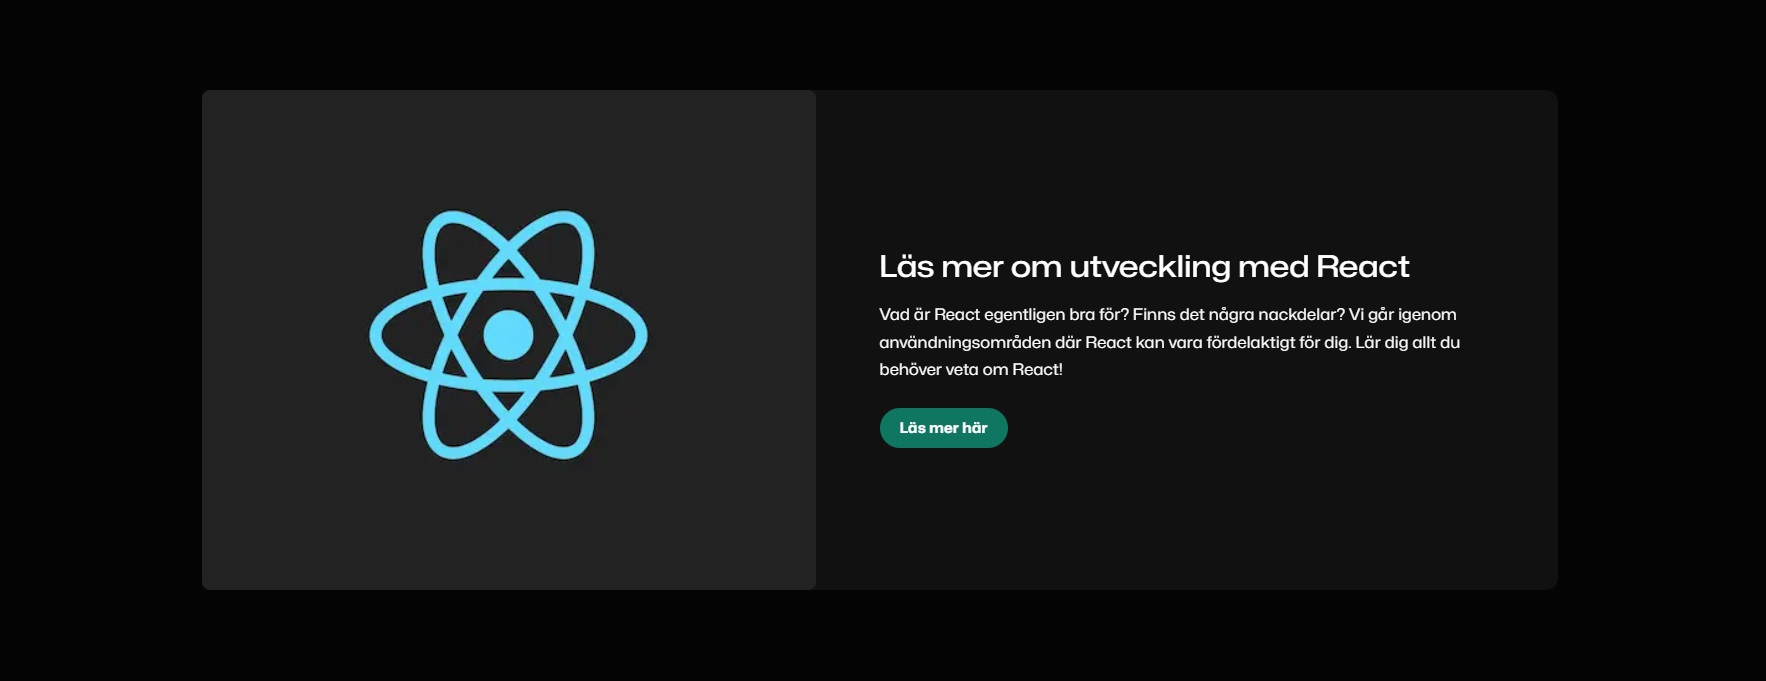 Läs mer om utveckling med React
Vad är React egentligen bra för? Finns det några nackdelar? Vi går igenom
användningsområden där React kan vara fördelaktigt för dig. Lär dig allt du
behöver veta om React!
Läs mer här